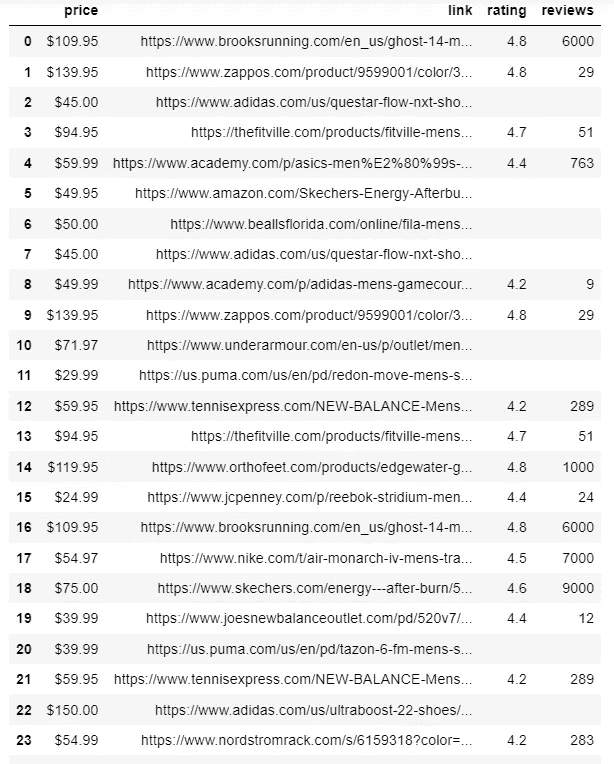 price link rating reviews
0 $109.95 https://www.brooksrunning.com/en_us/ghost-14-m... 4.8 6000
1 $139.95 https://www.zappos.com/product/9599001/color/3... 4.8 29
2 $45.00 https://www.adidas.com/us/questar-flow-nxt-sho...
3 $94.95 https://thefitville.com/products/fitville-mens... 4.7 51
4 $59.99 https://www.academy.com/p/asics-men%E2%80%99s-... 4.4 763
5 $49.95 https://www.amazon.com/Skechers-Energy-Afterbu...
6 $50.00 https://www.beallsflorida.com/online/fila-mens...
7 $45.00 https://www.adidas.com/us/questar-flow-nxt-sho...
8 $49.99 https://www.academy.com/p/adidas-mens-gamecour... 4.2 9
9 $139.95 https://www.zappos.com/product/9599001/color/3... 4.8 29
10 $71.97 https://www.underarmour.com/en-us/p/outlet/men...
11 $29.99 https://us.puma.com/us/en/pd/redon-move-mens-s...
12 $59.95 https://www.tennisexpress.com/NEW-BALANCE-Mens... 4.2 289
13 $94.95 https://thefitville.com/products/fitville-mens... 4.7 51
14 $119.95 https://www.orthofeet.com/products/edgewater-g... 4.8 1000
15 $24.99 https://www.jcpenney.com/p/reebok-stridium-men... 4.4 24
16 $109.95 https://www.brooksrunning.com/en_us/ghost-14-m... 4.8 6000
17 $54.97 https://www.nike.com/t/air-monarch-iv-mens-tra... 4.5 7000
18 $75.00 https://www.skechers.com/energy---after-burn/5... 4.6 9000
19 $39.99 https://www.joesnewbalanceoutlet.com/pd/520v7/... 4.4 12
20 $39.99 https://us.puma.com/us/en/pd/tazon-6-fm-mens-s...
21 $59.95 https://www.tennisexpress.com/NEW-BALANCE-Mens... 4.2 289
22 $150.00 https://www.adidas.com/us/ultraboost-22-shoes/...
23 $54.99 https://www.nordstromrack.com/s/6159318?color=... 4.2 283